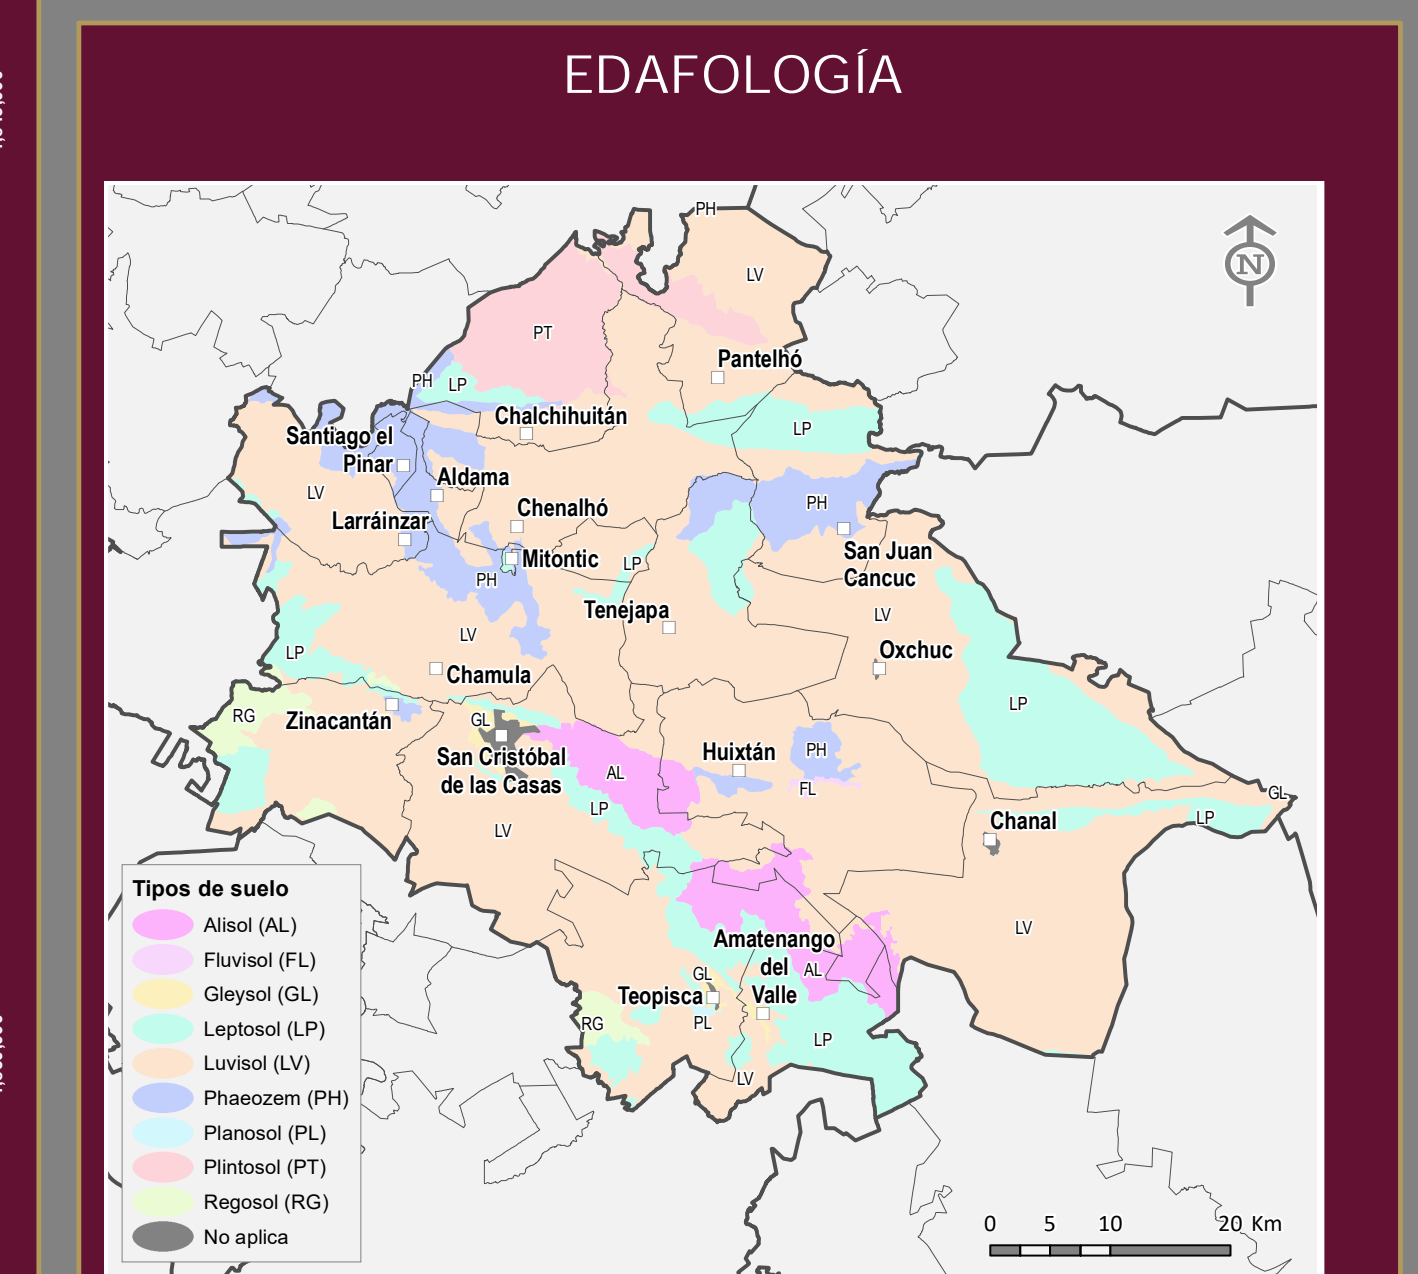 EDAFOLOGÍA
PH
N
LV
PT
Pantelhó
PH
LP
Chalchihuitán
LP
Santiago el
Pinar
Aldama
LV
PH
Chenalhó
Larráinzar
San Juan
Cancuc
Mitontic
LP
PH
Tenejapa
LV
LV
Oxchuc
LP
Chamula
LP
RG
Zinacantán
GL
San Cristóbal
de las Casas
Huixtán
PH
AL
FL
GL
LP
Chanal
LP
LV
LV
Amatenango
del
Valle
AL
GL
Teopisca
PL
RG
LP
LV
Tipos de suelo
Alisol (AL)
Fluvisol (FL)
Gleysol (GL)
Leptosol (LP)
Luvisol (LV)
Phaeozem (PH)
Planosol (PL)
Plintosol (PT)
Regosol (RG)
No aplica
0 5 10 20 Km